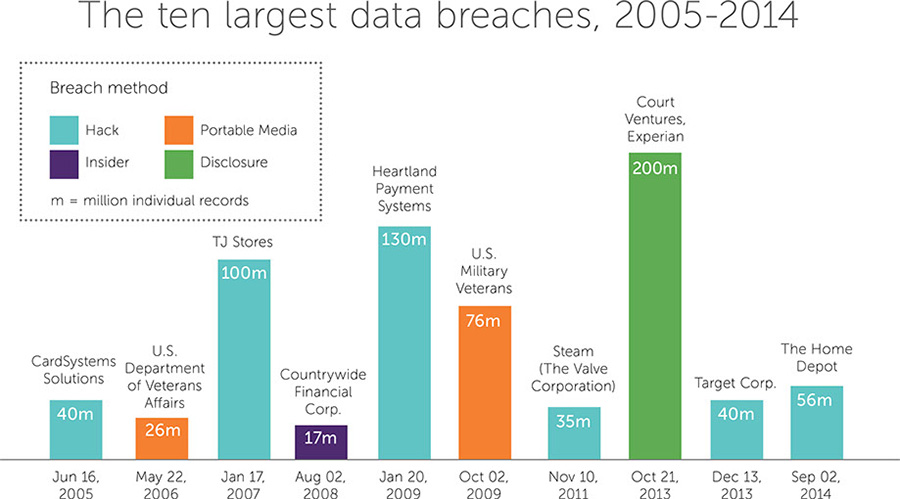 The ten largest data breaches, 2005-2014
Breach method
Hack
Portable Media
Insider
Disclosure
m = million individual records
CardSystems
Solutions
40m
Jun 16,
2005
U.S.
Department
of Veterans
Affairs
26m
May 22,
2006
TJ Stores
100m
Jan 17,
2007
Countrywide
Financial
Corp.
17m
Aug 02,
2008
Heartland
Payment
Systems
130m
Jan 20,
2009
U.S.
Military
Veterans
76m
Oct 02,
2009
Steam
(The Valve
Corporation)
35m
Nov 10,
2011
Court
Ventures,
Experian
200m
Oct 21,
2013
Target Corp.
40m
Dec 13,
2013
The Home
Depot
56m
Sep 02,
2011